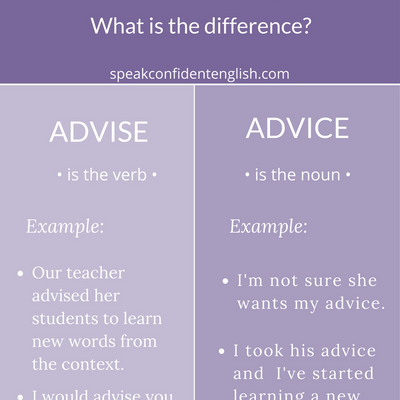 What is the difference?
speakconfidentenglish.com
ADVISE
• is the verb •
Example:
• Our teacher
advised her
students to learn
new words from
the context.
• I would advise you
ADVICE
• is the noun •
Example:
• I'm not sure she
wants my advice.
• I took his advice
and I've started
learning a new